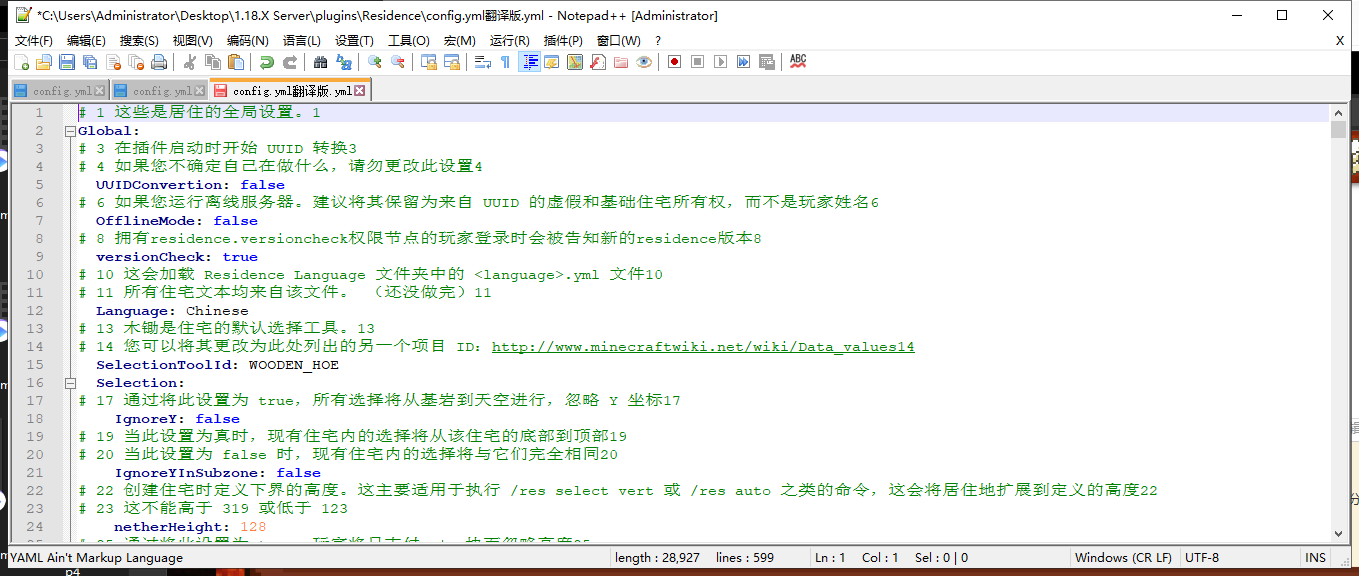 *C:\Users\Administrator\Desktop\1.18.X Server\plugins\Residence\config.yml翻译版.yml - Notepad++ [Administrator]
文件(F) 编辑(E) 搜索(S) 视图(V) 编码(N) 语言(L) 设置(T) 工具(O) 宏(M) 运行(R) 插件(P) 窗口(W) ? X
ABC
config.yml config.yml config.yml翻译版.yml
1 # 1 这些是居住的全局设置。1
2 Global:
3 # 3 在插件启动时开始 UUID 转换3
4 # 4 如果您不确定自己在做什么，请勿更改此设置4
5 UUIDConvertion: false
6 # 6 如果您运行离线服务器。建议将其保留为来自 UUID 的虚假和基础住宅所有权，而不是玩家姓名6
7 OfflineMode: false
8 # 8 拥有residence.versioncheck权限节点的玩家登录时会被告知新的residence版本8
9 versionCheck: true
10 # 10 这会加载 Residence Language 文件夹中的 <language>.yml 文件10
11 # 11 所有住宅文本均来自该文件。 （还没做完）11
12 Language: Chinese
13 # 13 木锄是住宅的默认选择工具。13
14 # 14 您可以将其更改为此处列出的另一个项目 ID：http://www.minecraftwiki.net/wiki/Data_values14
15 SelectionToolId: WOODEN_HOE
16 Selection:
17 # 17 通过将此设置为 true，所有选择将从基岩到天空进行，忽略 Y 坐标17
18 IgnoreY: false
19 # 19 当此设置为真时，现有住宅内的选择将从该住宅的底部到顶部19
20 # 20 当此设置为 false 时，现有住宅内的选择将与它们完全相同20
21 IgnoreYInSubzone: false
22 # 22 创建住宅时定义下界的高度。这主要适用于执行 /res select vert 或 /res auto 之类的命令，这会将居住地扩展到定义的高度22
23 # 23 这不能高于 319 或低于 123
24 netherHeight: 128
YAML Ain't Markup Language length : 28,927 lines : 599 Ln : 1 Col : 1 Sel : 0 | 0 Windows (CR LF) UTF-8 INS
p4